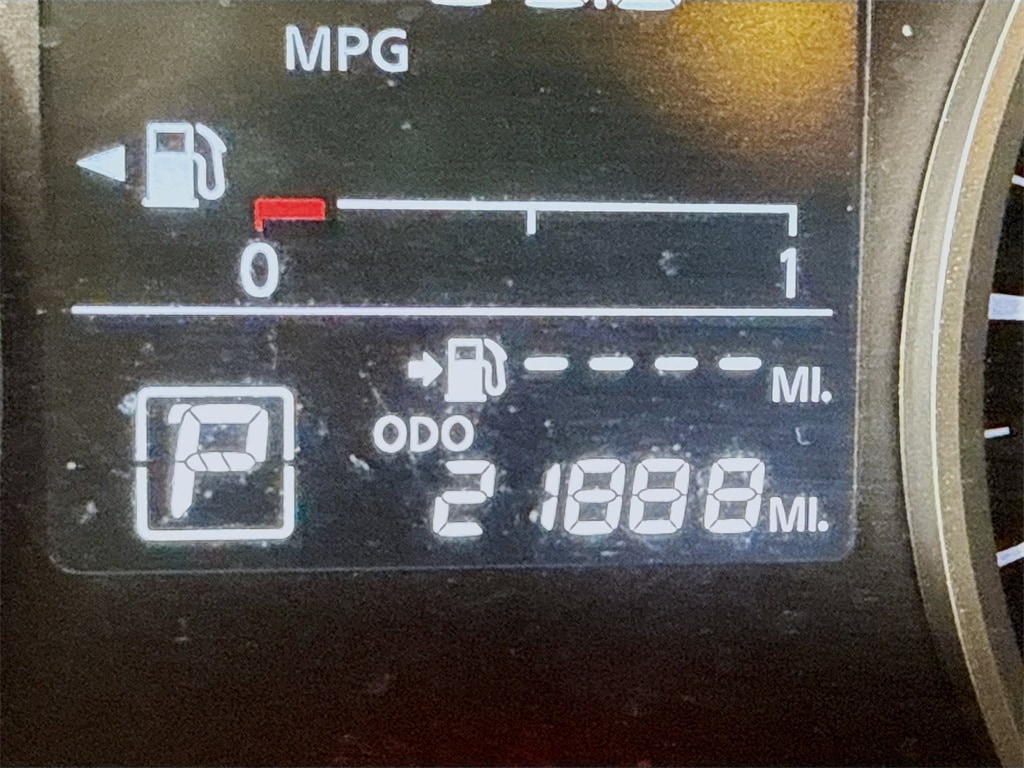 MPG
0 1
---- MI.
P
ODO
21888 MI.